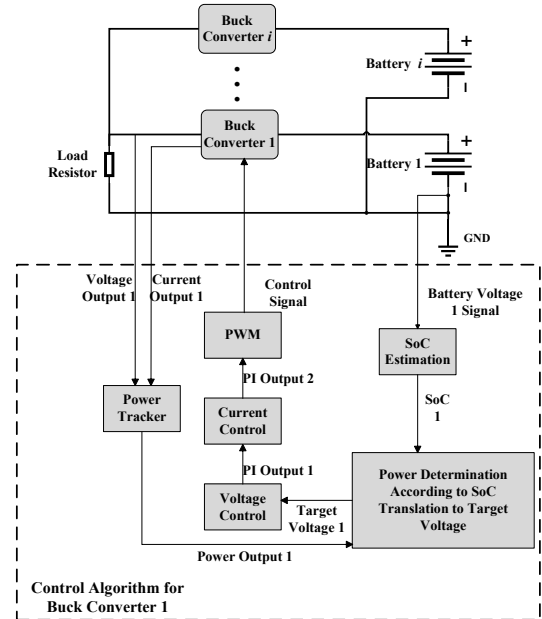 Buck
Converter i
Battery i
+
−
Buck
Converter 1
Load
Resistor
Battery 1
+
−
GND
Voltage
Output 1
Current
Output 1
Control
Signal
Battery Voltage
1 Signal
PWM
SoC
Estimation
PI Output 2
Power
Tracker
Current
Control
SoC
1
PI Output 1
Voltage
Control
Target
Voltage 1
Power Determination
According to SoC
Translation to Target
Voltage
Power Output 1
Control Algorithm for
Buck Converter 1